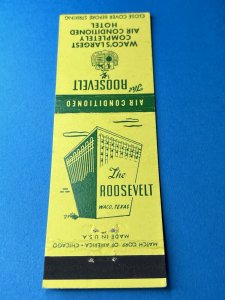 CLOSE COVER BEFORE STRIKING
WACO'S LARGEST
COMPLETELY
AIR CONDITIONED
HOTEL
The
ROOSEVELT
AIR CONDITIONED
The
ROOSEVELT
WACO, TEXAS
MADE IN U.S.A.
MATCH CORP. OF AMERICA • CHICAGO